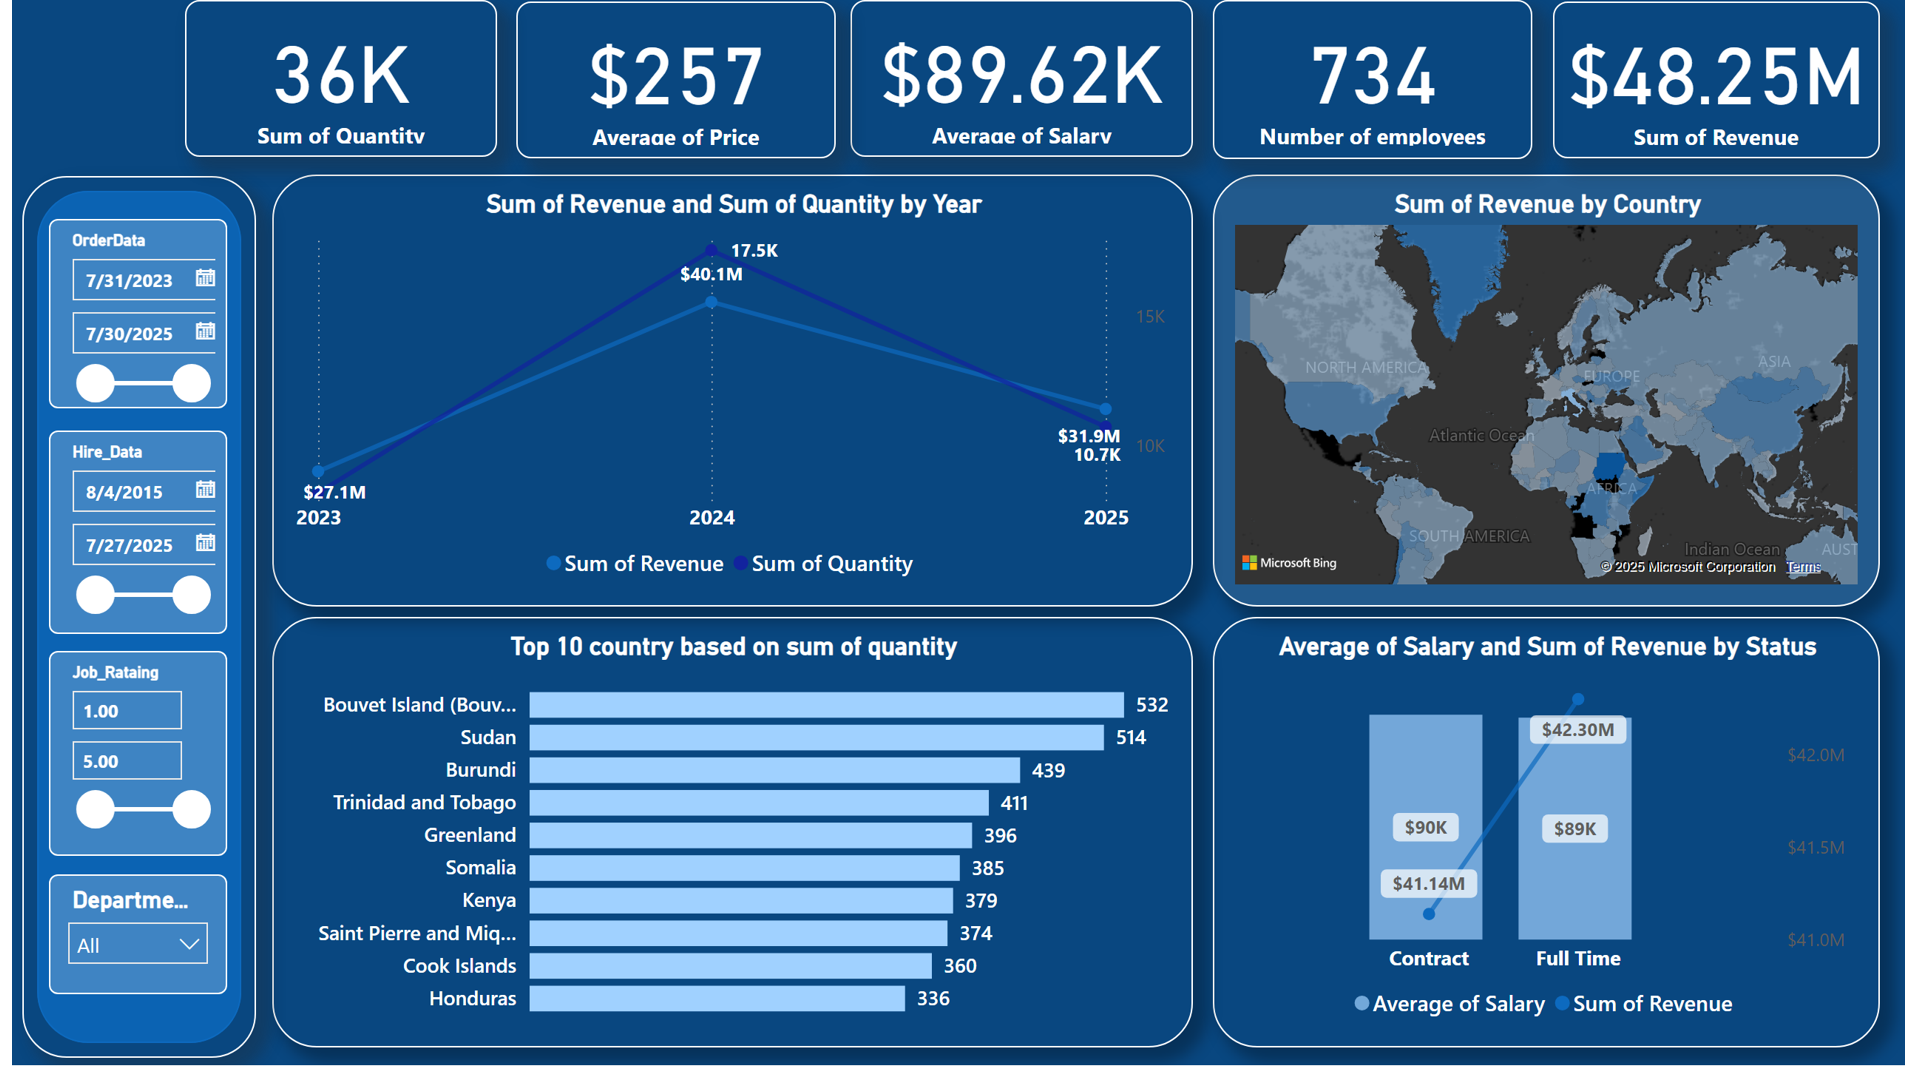 36K
Sum of Quantity
$257
Average of Price
$89.62K
Average of Salary
734
Number of employees
$48.25M
Sum of Revenue
OrderData
7/31/2023
7/30/2025
Hire_Data
8/4/2015
7/27/2025
Job_Rataing
1.00
5.00
Departme...
All
Sum of Revenue and Sum of Quantity by Year
17.5K
$40.1M
15K
$31.9M
10K
10.7K
$27.1M
2023
2024
2025
Sum of Revenue
Sum of Quantity
Sum of Revenue by Country
NORTH AMERICA
EUROPE
ASIA
Atlantic Ocean
AFRICA
SOUTH AMERICA
Indian Ocean
AUST
Microsoft Bing
© 2025 Microsoft Corporation Terms
Top 10 country based on sum of quantity
Bouvet Island (Bouv... 532
Sudan 514
Burundi 439
Trinidad and Tobago 411
Greenland 396
Somalia 385
Kenya 379
Saint Pierre and Miq... 374
Cook Islands 360
Honduras 336
Average of Salary and Sum of Revenue by Status
$42.30M
$42.0M
$90K
$89K
$41.5M
$41.14M
$41.0M
Contract
Full Time
Average of Salary
Sum of Revenue